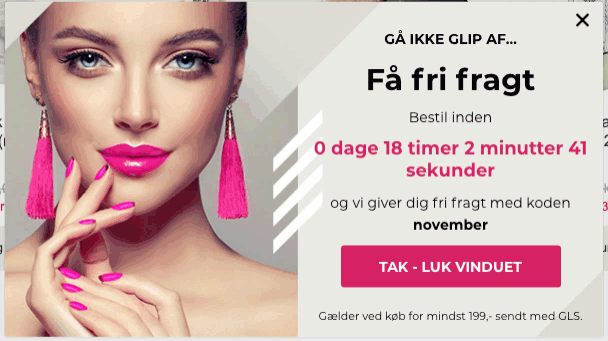 GÅ IKKE GLIP AF...
Få fri fragt
Bestil inden
0 dage 18 timer 2 minutter 41
sekunder
og vi giver dig fri fragt med koden
november
TAK - LUK VINDUET
Gælder ved køb for mindst 199,- sendt med GLS.